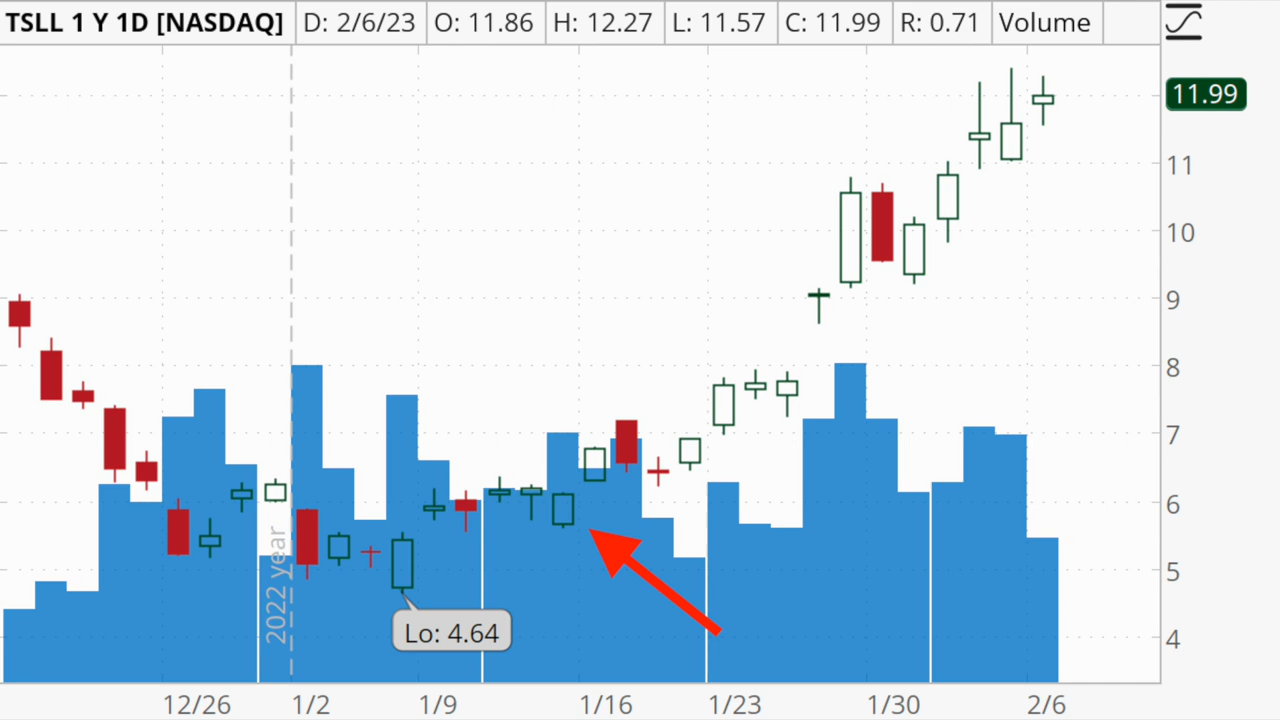 TSLL 1 Y 1D [NASDAQ] D: 2/6/23 O: 11.86 H: 12.27 L: 11.57 C: 11.99 R: 0.71 Volume
11.99
11
10
9
8
7
6
5
4
2022 year
Lo: 4.64
12/26 1/2 1/9 1/16 1/23 1/30 2/6